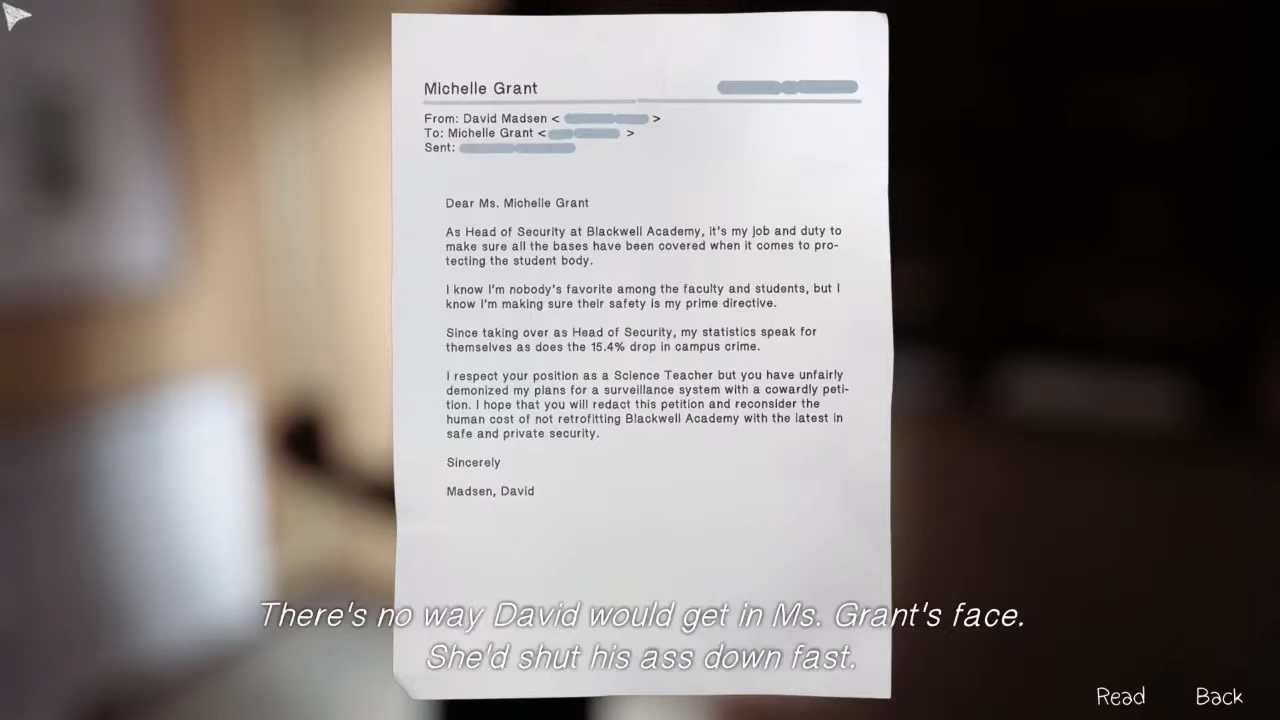 Michelle Grant
From: David Madsen < >
To: Michelle Grant < >
Sent:
Dear Ms. Michelle Grant
As Head of Security at Blackwell Academy, it's my job and duty to
make sure all the bases have been covered when it comes to pro-
tecting the student body.
I know I'm nobody's favorite among the faculty and students, but I
know I'm making sure their safety is my prime directive.
Since taking over as Head of Security, my statistics speak for
themselves as does the 15.4% drop in campus crime.
I respect your position as a Science Teacher but you have unfairly
demonized my plans for a surveillance system with a cowardly peti-
tion. I hope that you will redact this petition and reconsider the
human cost of not retrofitting Blackwell Academy with the latest in
safe and private security.
Sincerely
Madsen, David
There's no way David would get in Ms. Grant's face.
She'd shut his ass down fast.
Read Back